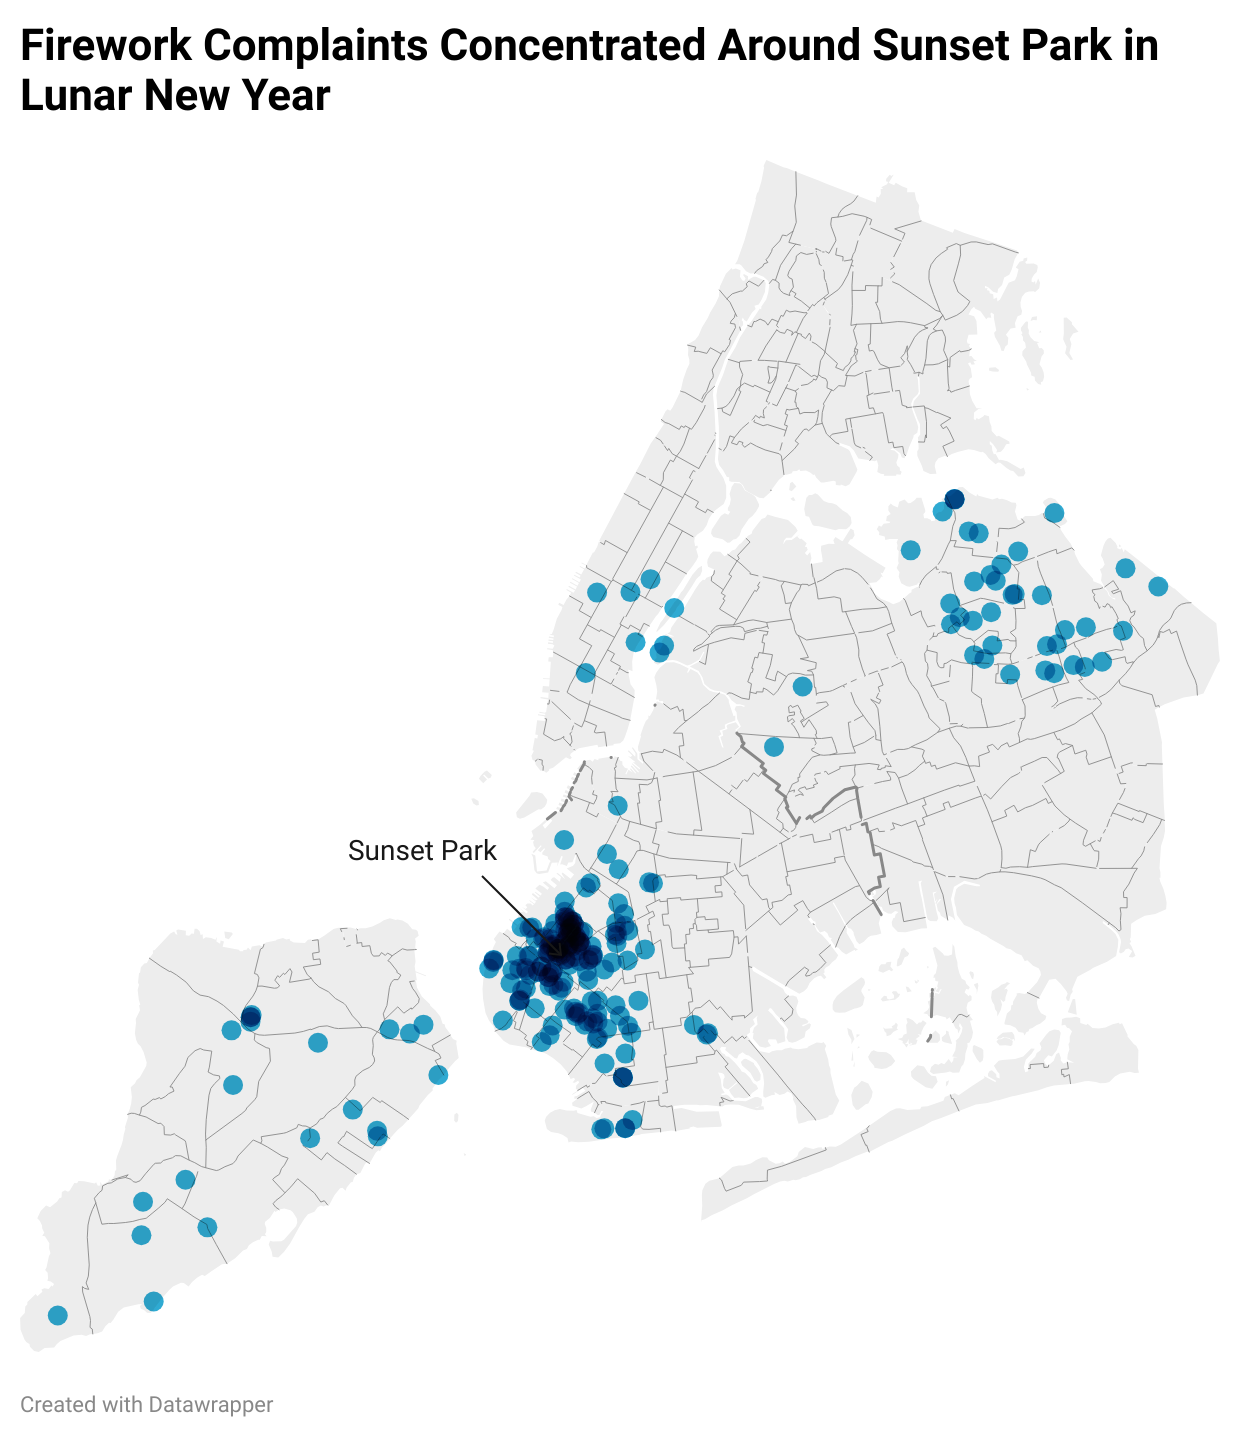 Firework Complaints Concentrated Around Sunset Park in
Lunar New Year
Sunset Park
Created with Datawrapper